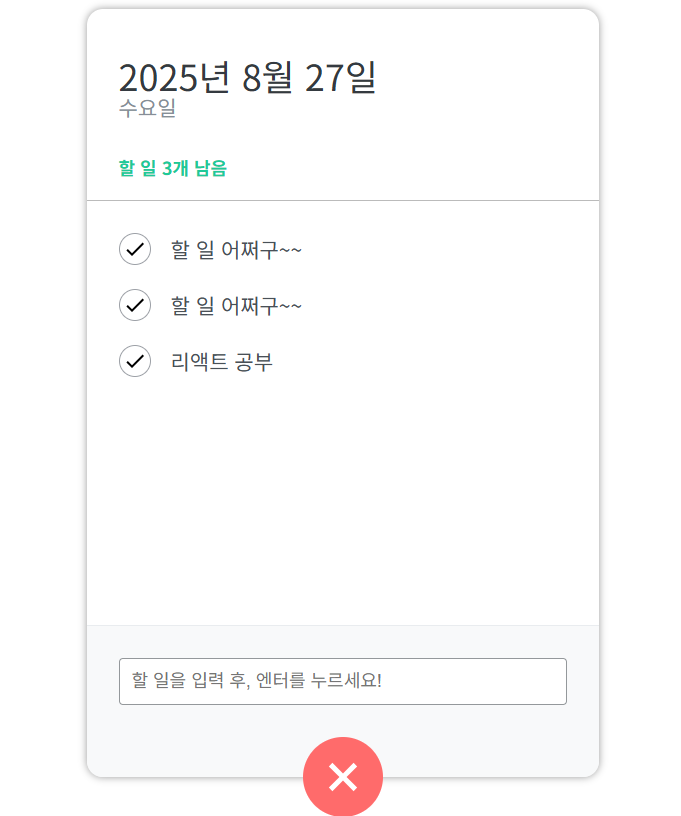 2025년 8월 27일
수요일
할 일 3개 남음
할 일 어쩌구~~
할 일 어쩌구~~
리액트 공부
할 일을 입력 후, 엔터를 누르세요!